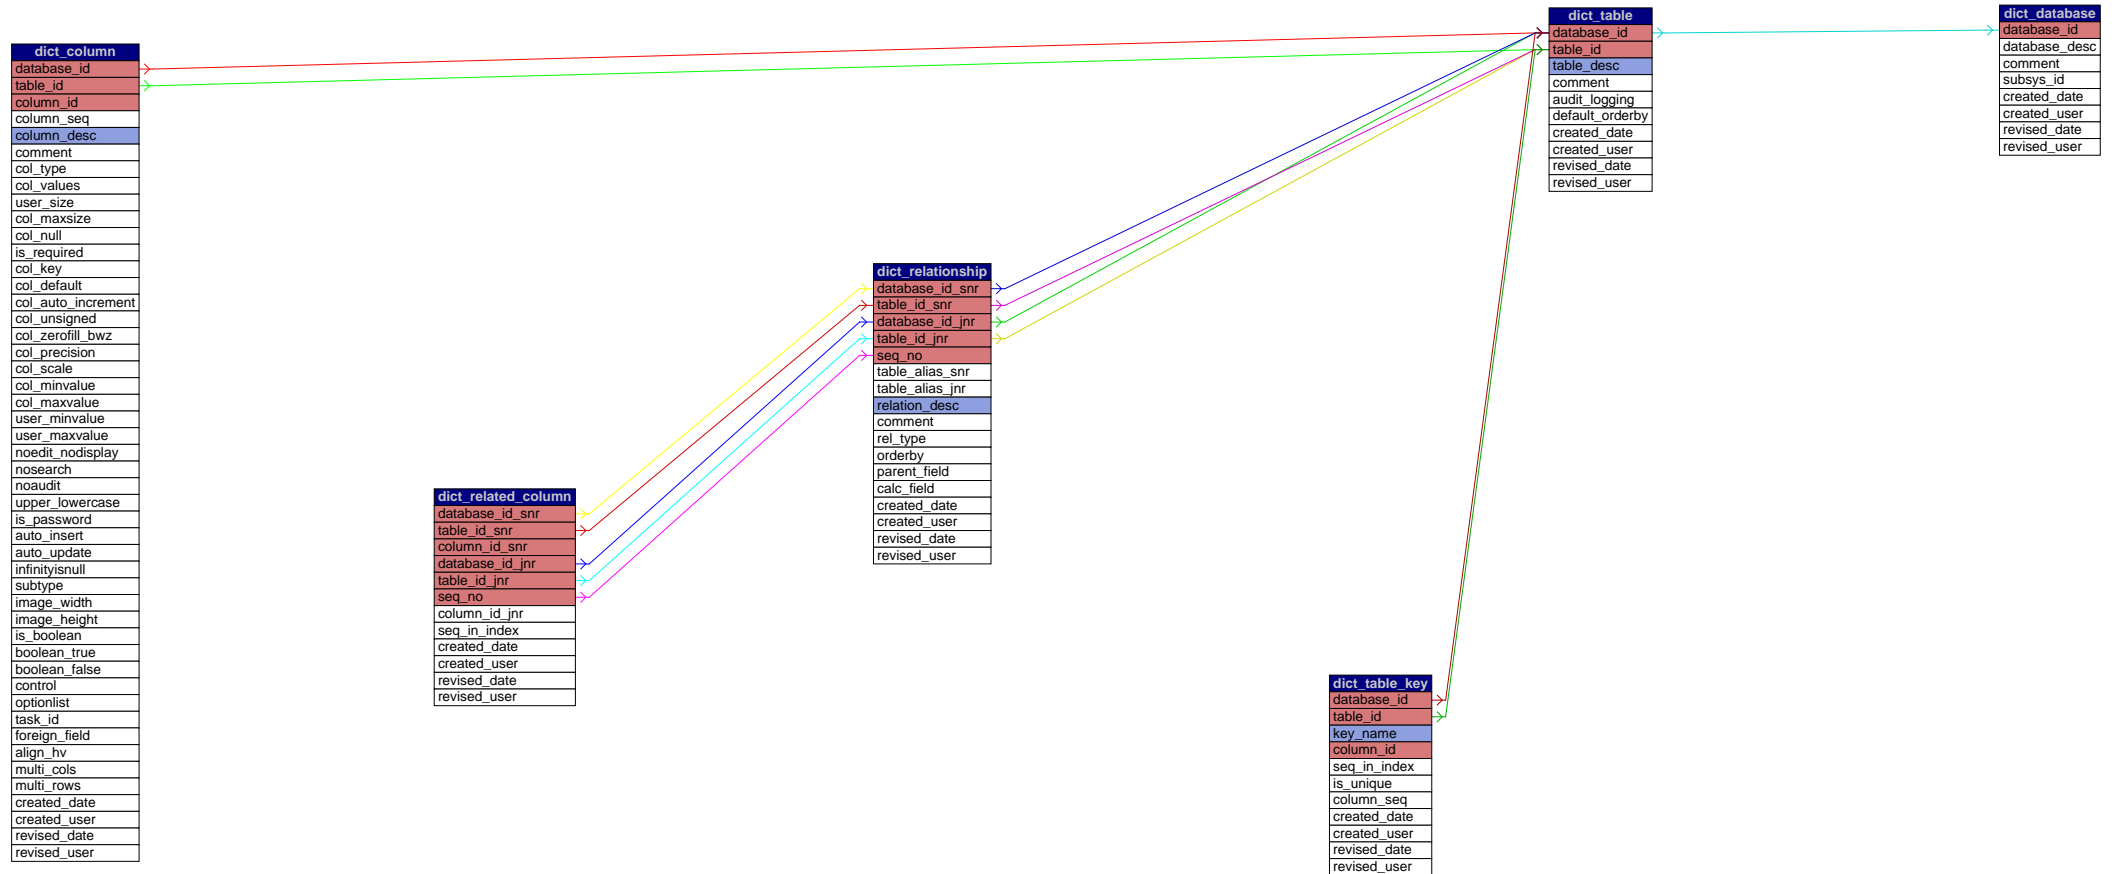 dict_column
database_id
table_id
column_id
column_seq
column_desc
comment
col_type
col_values
user_size
col_maxsize
col_null
is_required
col_key
col_default
col_auto_increment
col_unsigned
col_zerofill_bwz
col_precision
col_scale
col_minvalue
col_maxvalue
user_minvalue
user_maxvalue
noedit_nodisplay
nosearch
noaudit
upper_lowercase
is_password
auto_insert
auto_update
infinityisnull
subtype
image_width
image_height
is_boolean
boolean_true
boolean_false
control
optionlist
task_id
foreign_field
align_hv
multi_cols
multi_rows
created_date
created_user
revised_date
revised_user
dict_related_column
database_id_snr
table_id_snr
column_id_snr
database_id_jnr
table_id_jnr
seq_no
column_id_jnr
seq_in_index
created_date
created_user
revised_date
revised_user
dict_relationship
database_id_snr
table_id_snr
database_id_jnr
table_id_jnr
seq_no
table_alias_snr
table_alias_jnr
relation_desc
comment
rel_type
orderby
parent_field
calc_field
created_date
created_user
revised_date
revised_user
dict_table_key
database_id
table_id
key_name
column_id
seq_in_index
is_unique
column_seq
created_date
created_user
revised_date
revised_user
dict_table
database_id
table_id
table_desc
comment
audit_logging
default_orderby
created_date
created_user
revised_date
revised_user
dict_database
database_id
database_desc
comment
subsys_id
created_date
created_user
revised_date
revised_user